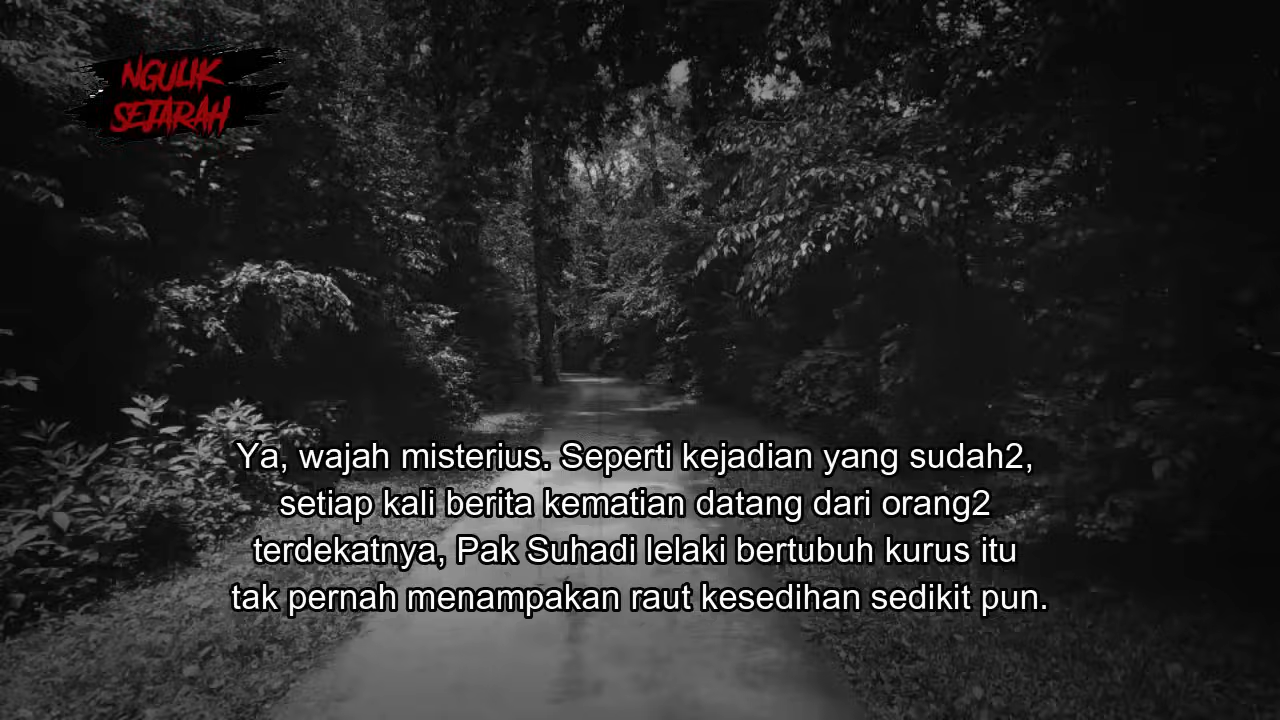 NGULIK
SEJARAH
Ya, wajah misterius. Seperti kejadian yang sudah2,
setiap kali berita kematian datang dari orang2
terdekatnya, Pak Suhadi lelaki bertubuh kurus itu
tak pernah menampakan raut kesedihan sedikit pun.